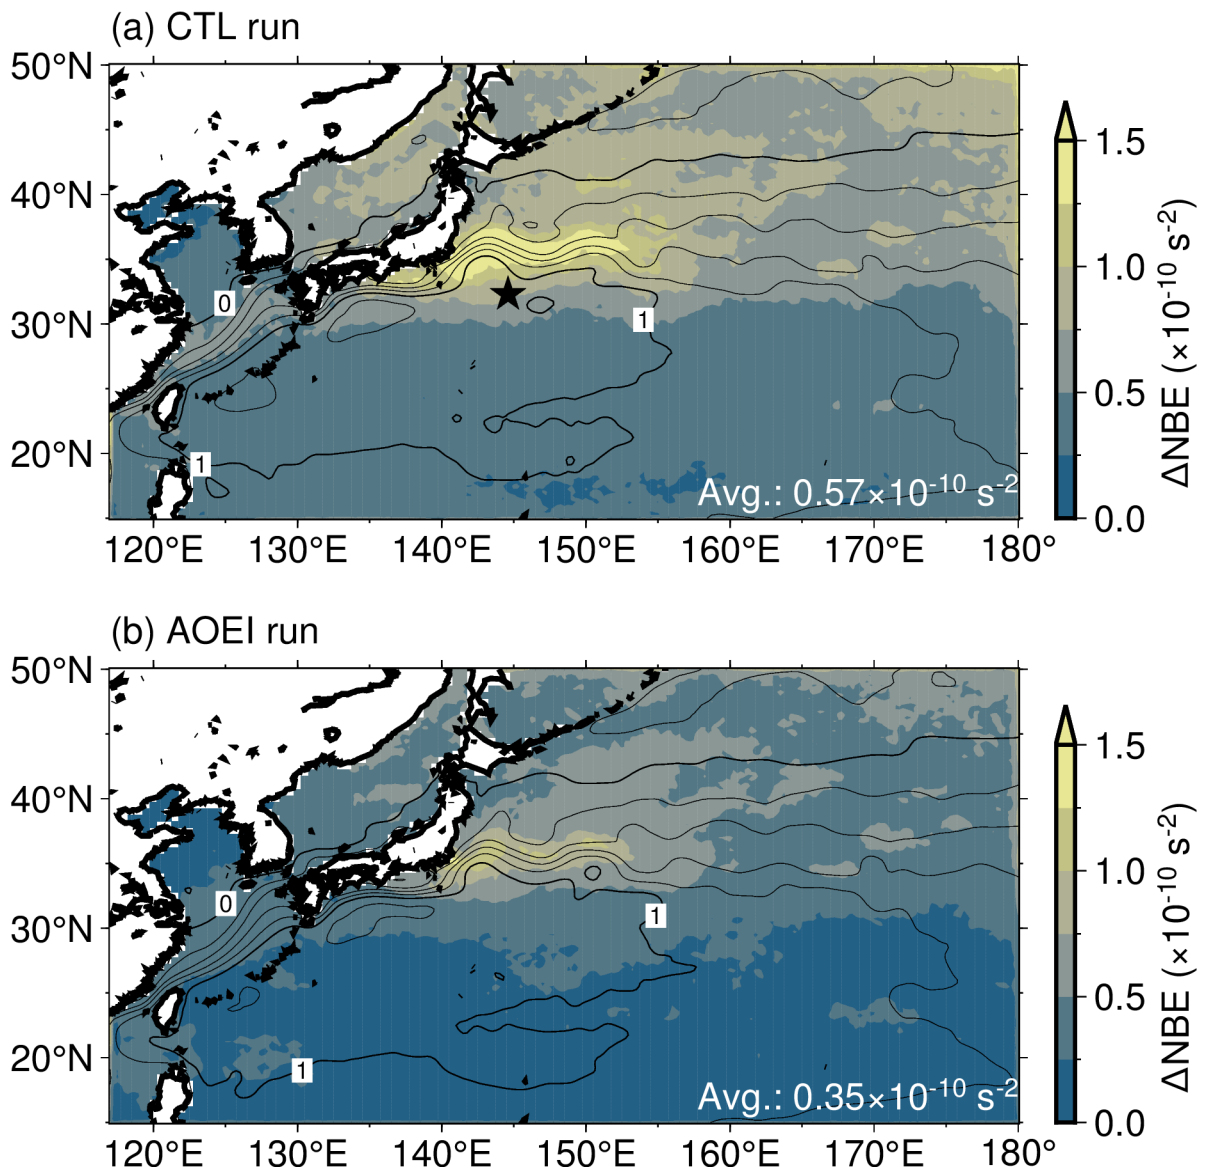 (a) CTL run
50°N
40°N
30°N
20°N
0
1
1
Avg.: 0.57×10⁻¹⁰ s⁻²
120°E 130°E 140°E 150°E 160°E 170°E 180°
1.5
1.0
0.5
0.0
ΔNBE (×10⁻¹⁰ s⁻²)
(b) AOEI run
50°N
40°N
30°N
20°N
0
1
1
Avg.: 0.35×10⁻¹⁰ s⁻²
120°E 130°E 140°E 150°E 160°E 170°E 180°
1.5
1.0
0.5
0.0
ΔNBE (×10⁻¹⁰ s⁻²)